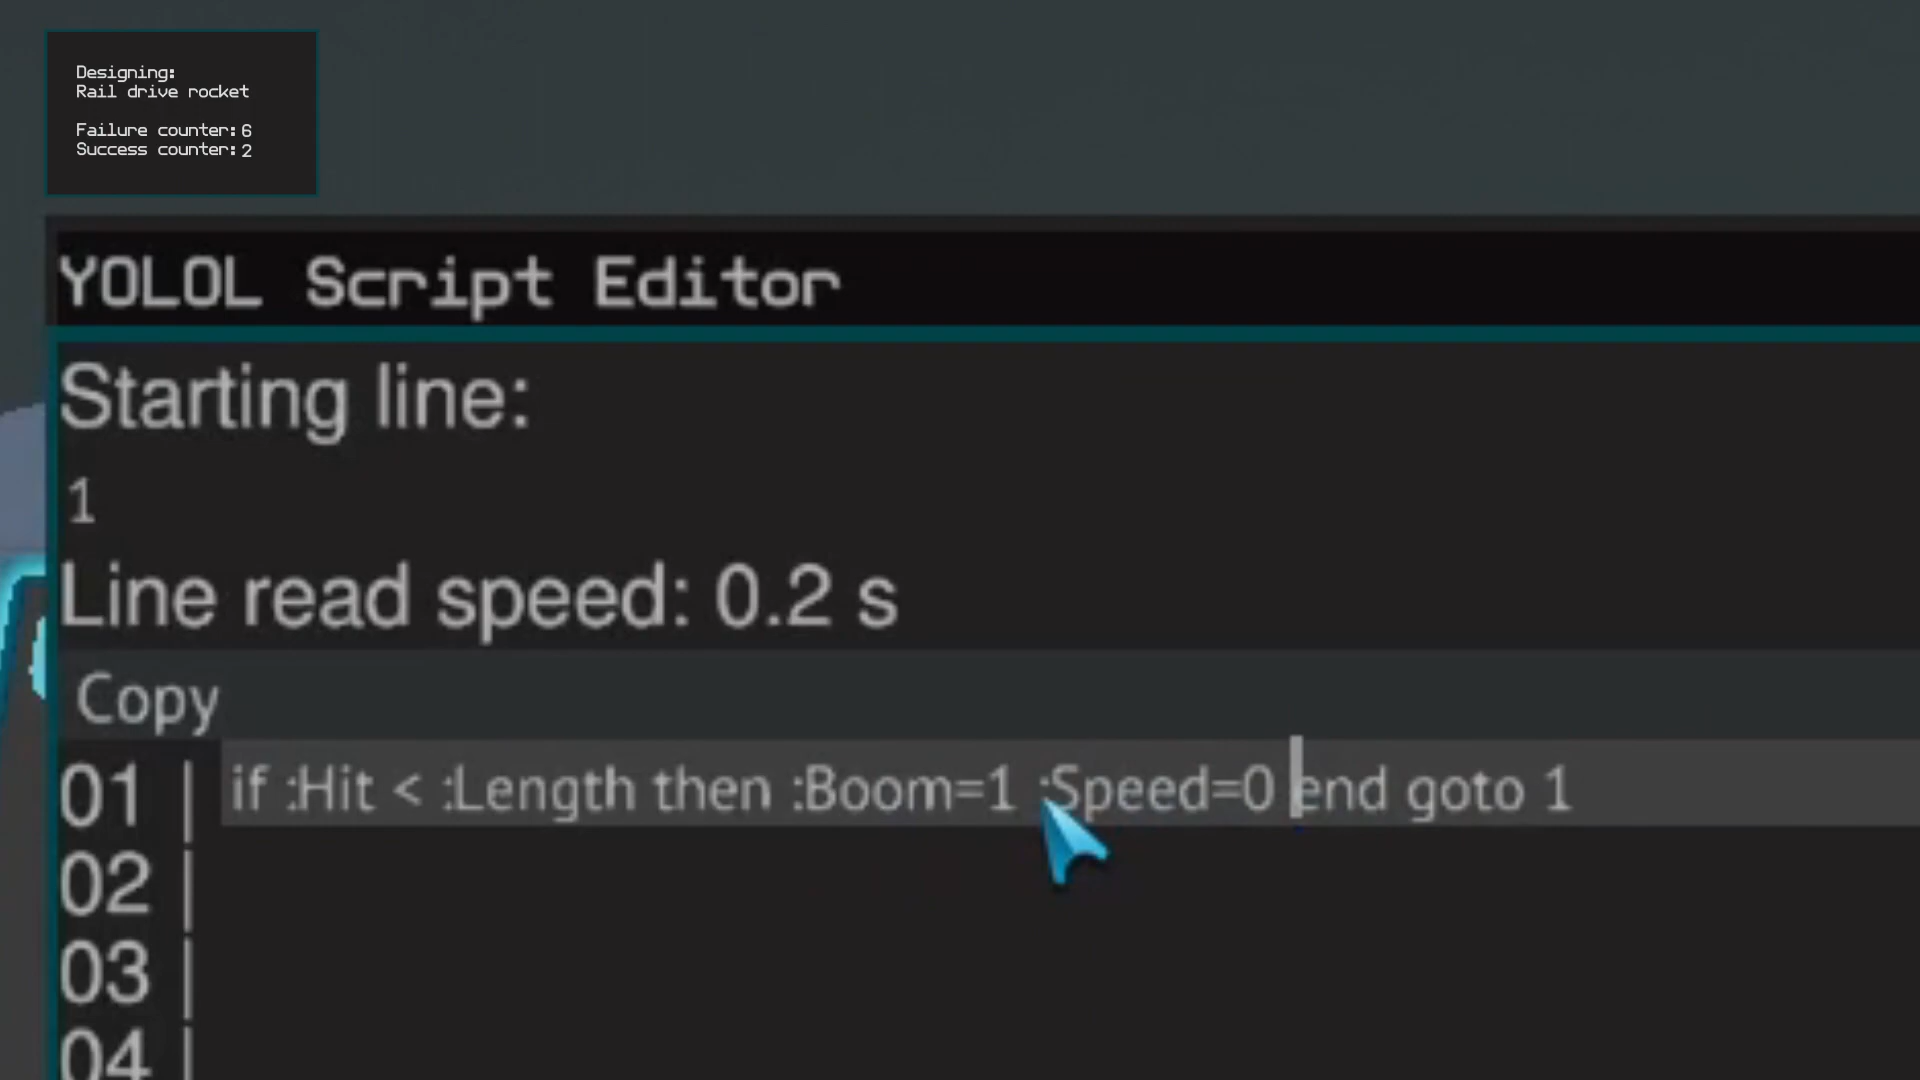 Designing:
Rail drive rocket
Failure counter: 6
Success counter: 2
YOLOL Script Editor
Starting line:
1
Line read speed: 0.2 s
Copy
01 | if :Hit < :Length then :Boom=1 :Speed=0 end goto 1
02 |
03 |
04 |